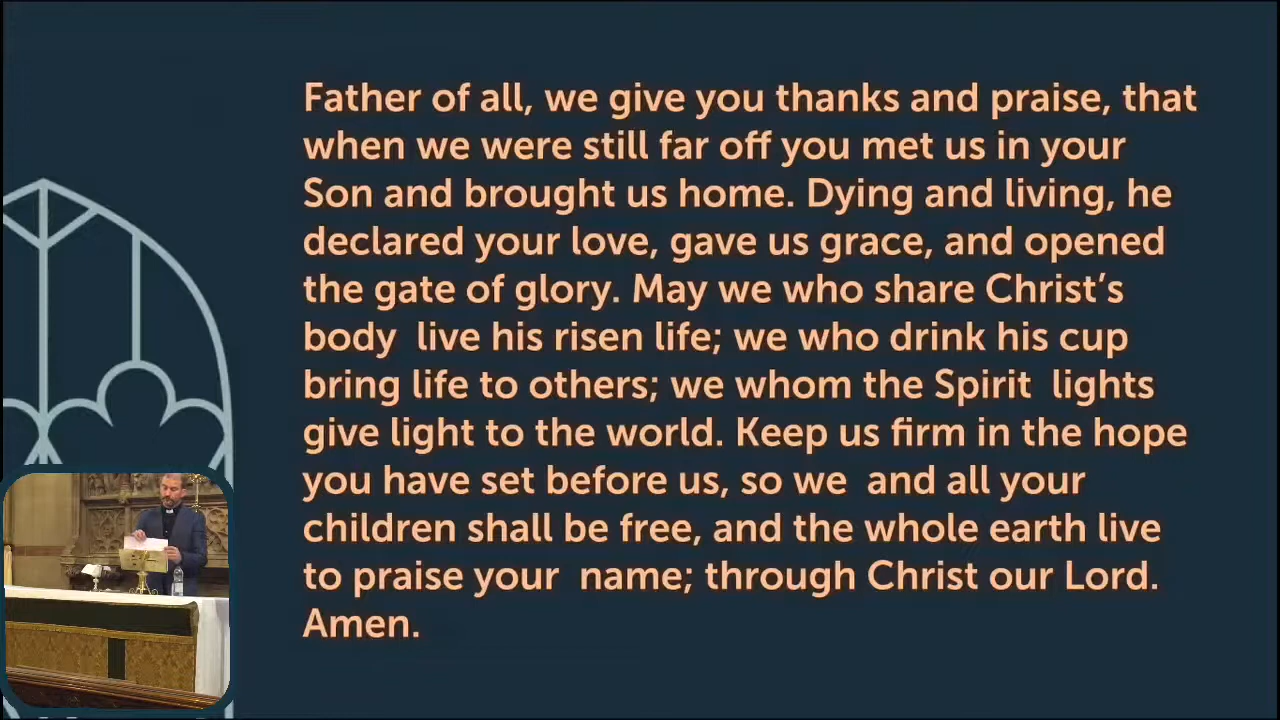 Father of all, we give you thanks and praise, that
when we were still far off you met us in your
Son and brought us home. Dying and living, he
declared your love, gave us grace, and opened
the gate of glory. May we who share Christ’s
body  live his risen life; we who drink his cup
bring life to others; we whom the Spirit  lights
give light to the world. Keep us firm in the hope
you have set before us, so we  and all your
children shall be free, and the whole earth live
to praise your  name; through Christ our Lord.
Amen.